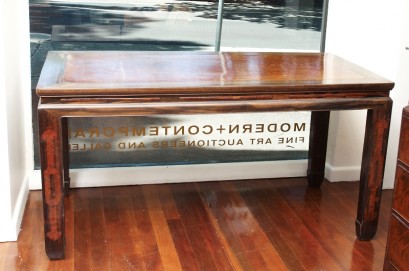 MODERN+CONTEMPORA
FINE ART AUCTIONEERS AND GALLE